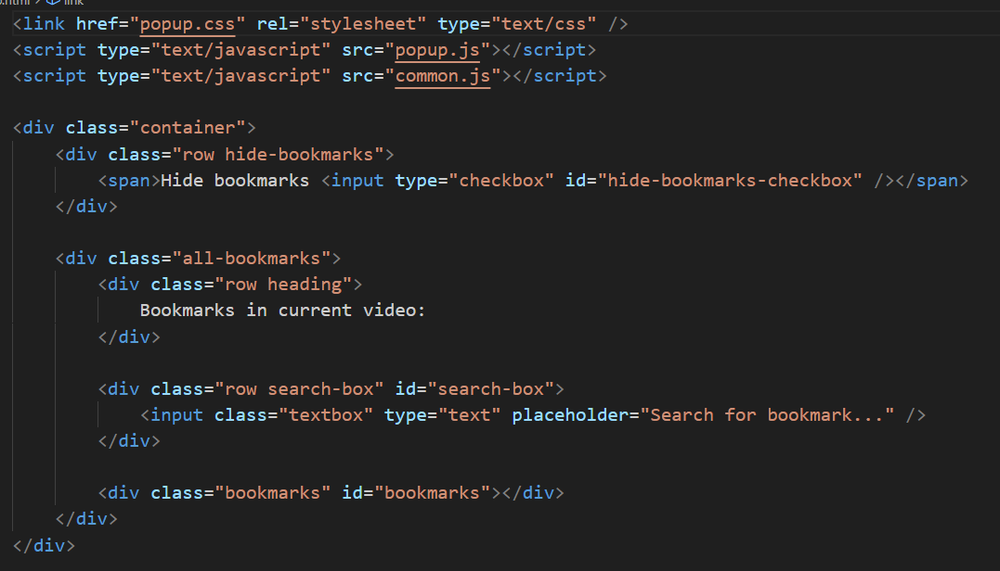 link
<link href="popup.css" rel="stylesheet" type="text/css" />
<script type="text/javascript" src="popup.js"></script>
<script type="text/javascript" src="common.js"></script>
<div class="container">
<div class="row hide-bookmarks">
<span>Hide bookmarks <input type="checkbox" id="hide-bookmarks-checkbox" /></span>
</div>
<div class="all-bookmarks">
<div class="row heading">
Bookmarks in current video:
</div>
<div class="row search-box" id="search-box">
<input class="textbox" type="text" placeholder="Search for bookmark..." />
</div>
<div class="bookmarks" id="bookmarks"></div>
</div>
</div>